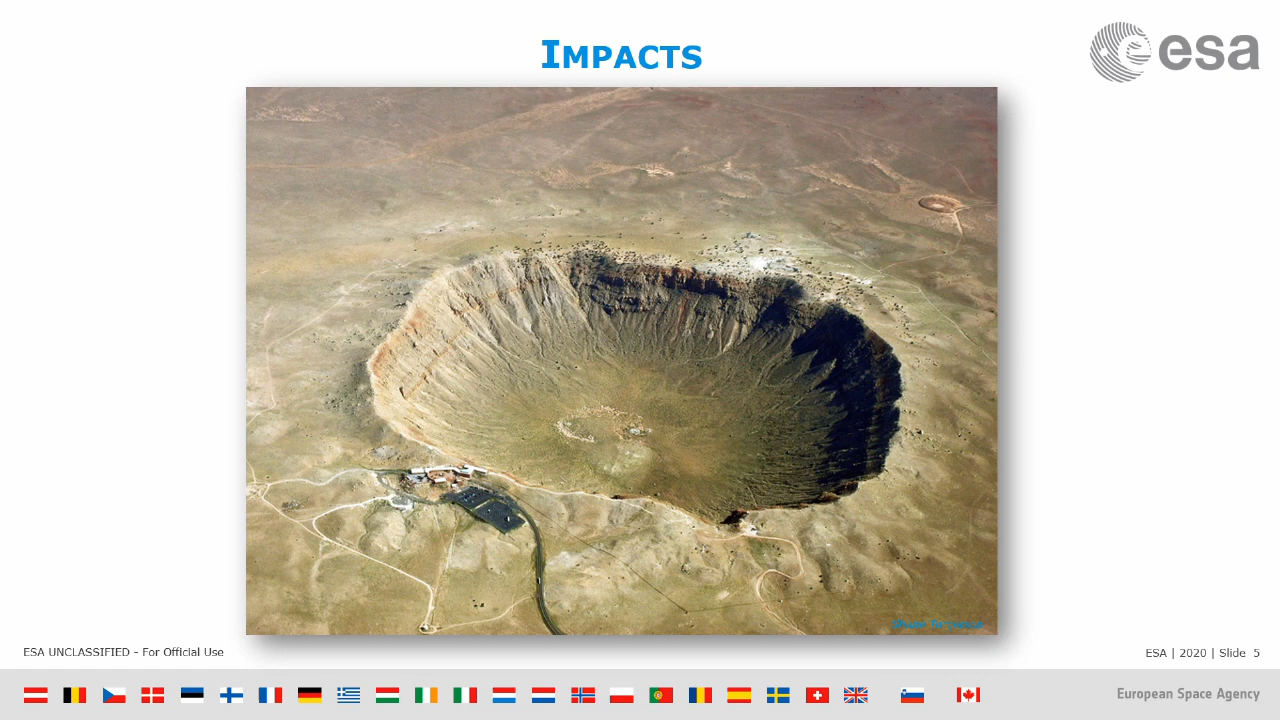 IMPACTS
esa
ESA UNCLASSIFIED - For Official Use
ESA | 2020 | Slide 5
European Space Agency